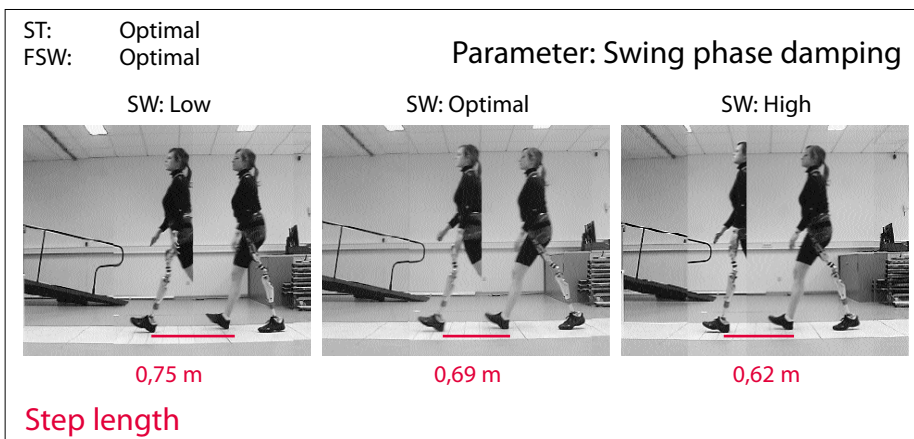 ST: Optimal
FSW: Optimal
Parameter: Swing phase damping
SW: Low
SW: Optimal
SW: High
0,75 m
0,69 m
0,62 m
Step length